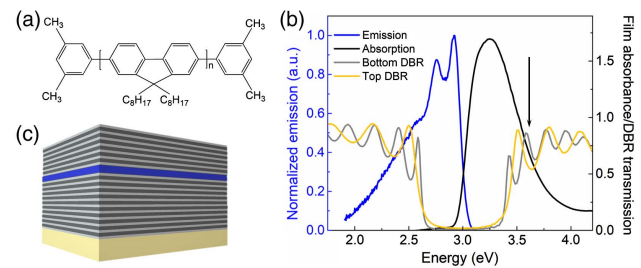 (a)
CH₃
CH₃
n
CH₃
C₈H₁₇ C₈H₁₇
CH₃
(c)
(b)
Emission
Absorption
Bottom DBR
Top DBR
Normalized emission (a.u.)
1.0
0.8
0.6
0.4
0.2
0.0
2.0 2.5 3.0 3.5 4.0
Energy (eV)
1.5
1.0
0.5
0.0
Film absorbance/DBR transmission